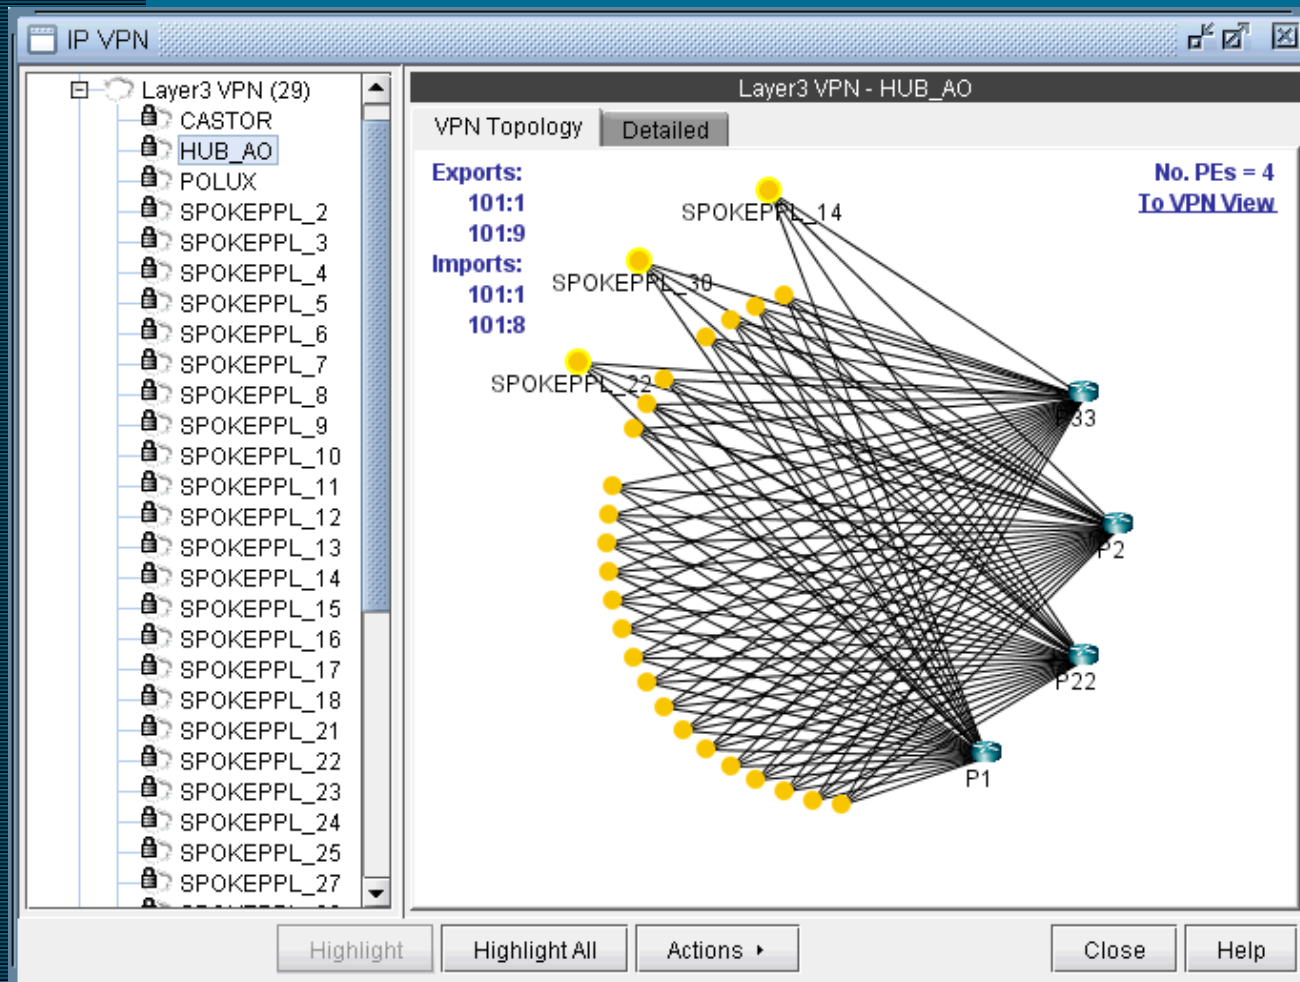 IP VPN
Layer3 VPN (29)
CASTOR
HUB_AO
POLUX
SPOKEPPL_2
SPOKEPPL_3
SPOKEPPL_4
SPOKEPPL_5
SPOKEPPL_6
SPOKEPPL_7
SPOKEPPL_8
SPOKEPPL_9
SPOKEPPL_10
SPOKEPPL_11
SPOKEPPL_12
SPOKEPPL_13
SPOKEPPL_14
SPOKEPPL_15
SPOKEPPL_16
SPOKEPPL_17
SPOKEPPL_18
SPOKEPPL_21
SPOKEPPL_22
SPOKEPPL_23
SPOKEPPL_24
SPOKEPPL_25
SPOKEPPL_27
Layer3 VPN - HUB_AO
VPN Topology
Detailed
Exports:
101:1
101:9
Imports:
101:1
101:8
No. PEs = 4
To VPN View
SPOKEPPL_14
SPOKEPPL_30
SPOKEPPL_22
P33
P2
P22
P1
Highlight
Highlight All
Actions
Close
Help